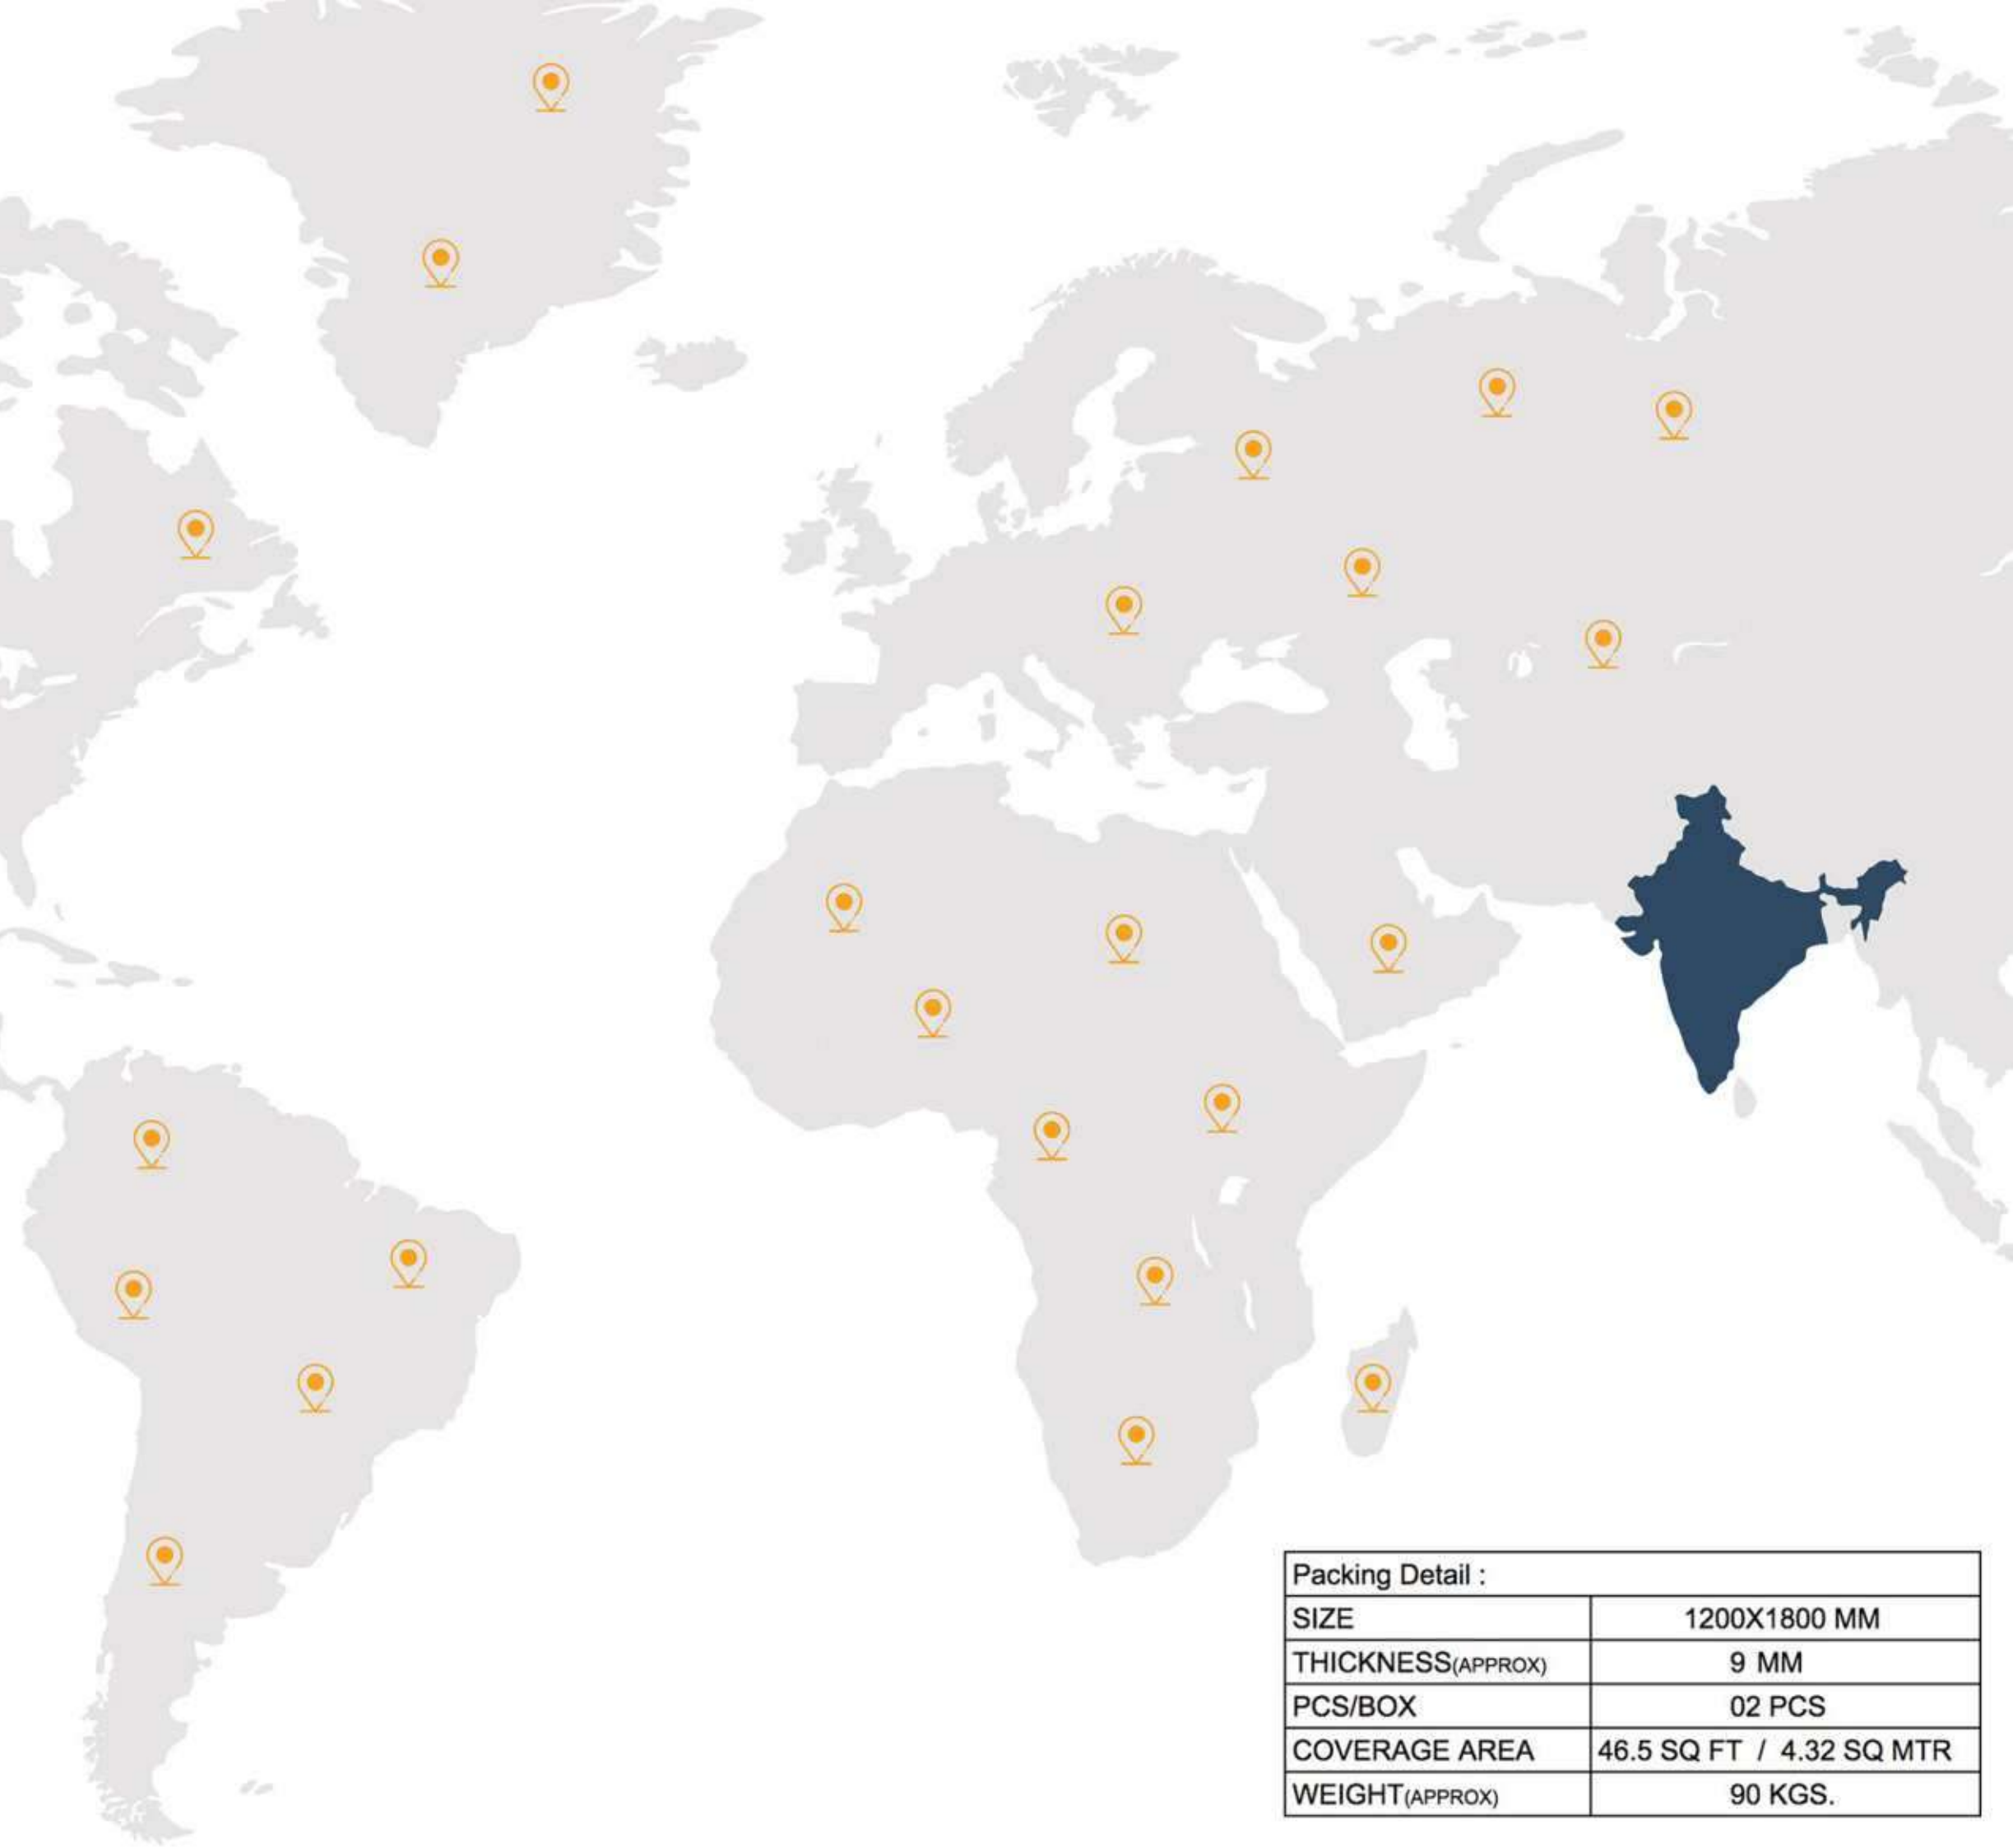 Packing Detail :
SIZE 1200X1800 MM
THICKNESS(APPROX) 9 MM
PCS/BOX 02 PCS
COVERAGE AREA 46.5 SQ FT / 4.32 SQ MTR
WEIGHT(APPROX) 90 KGS.